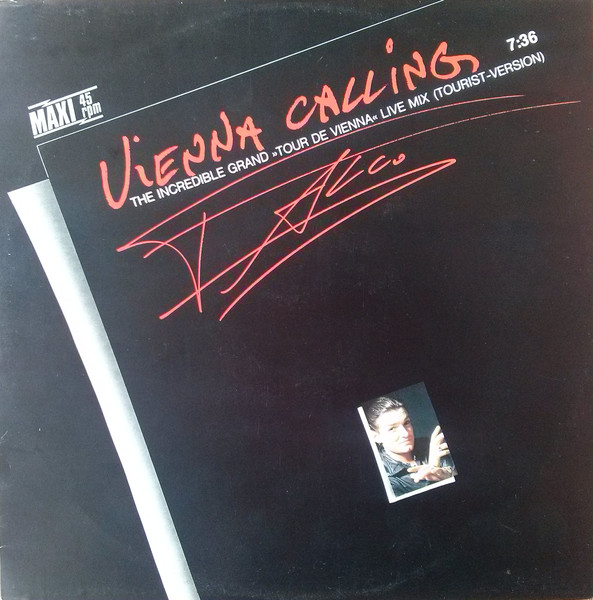 MAXI 45 rpm
7:36
ViENNA CALLiNG
THE INCREDIBLE GRAND »TOUR DE VIENNA« LIVE MIX (TOURIST-VERSION)
FALCO